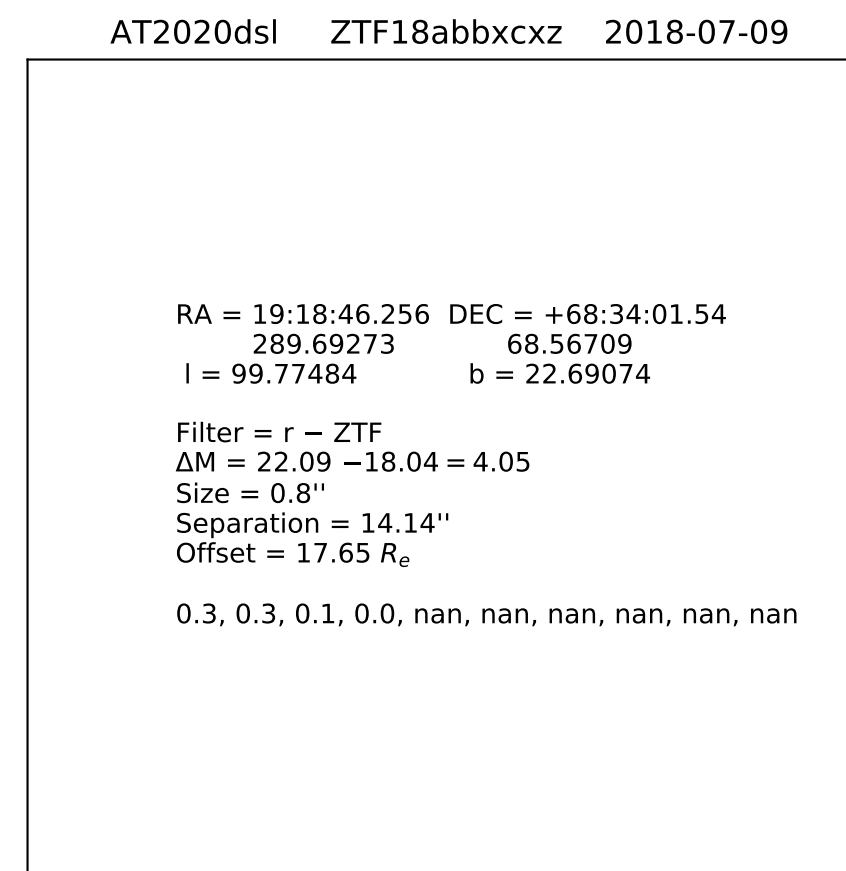 AT2020dsl ZTF18abbxcxz 2018-07-09
RA = 19:18:46.256 DEC = +68:34:01.54
289.69273 68.56709
l = 99.77484 b = 22.69074
Filter = r − ZTF
ΔM = 22.09 −18.04 = 4.05
Size = 0.8''
Separation = 14.14''
Offset = 17.65 Rₑ
0.3, 0.3, 0.1, 0.0, nan, nan, nan, nan, nan, nan